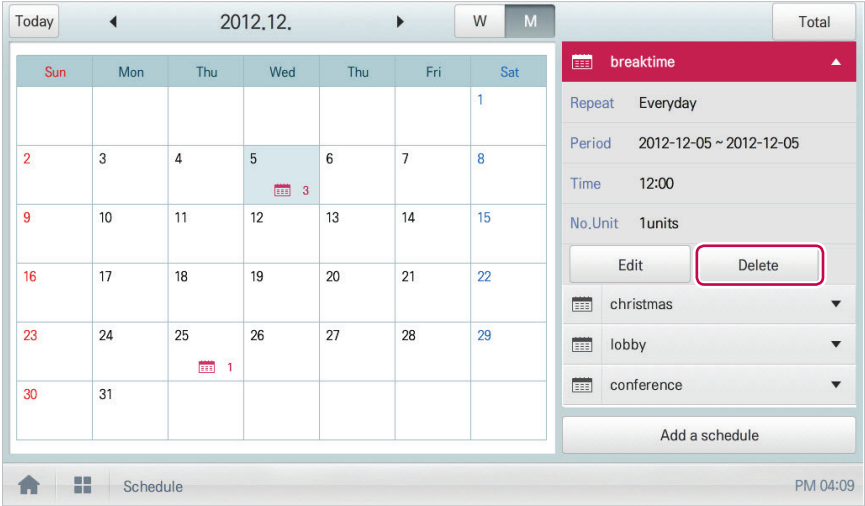 Today 2012.12. W M Total
Sun Mon Thu Wed Thu Fri Sat
1
2 3 4 5 6 7 8
3
9 10 11 12 13 14 15
16 17 18 19 20 21 22
23 24 25 26 27 28 29
1
30 31
breaktime
Repeat Everyday
Period 2012-12-05 ~ 2012-12-05
Time 12:00
No.Unit 1units
Edit Delete
christmas
lobby
conference
Add a schedule
Schedule PM 04:09